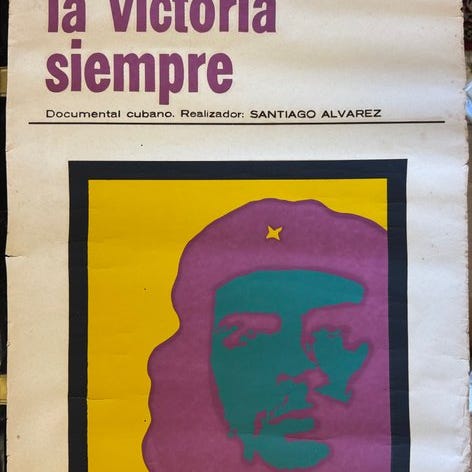 la victoria
siempre
Documental cubano. Realizador: SANTIAGO ALVAREZ